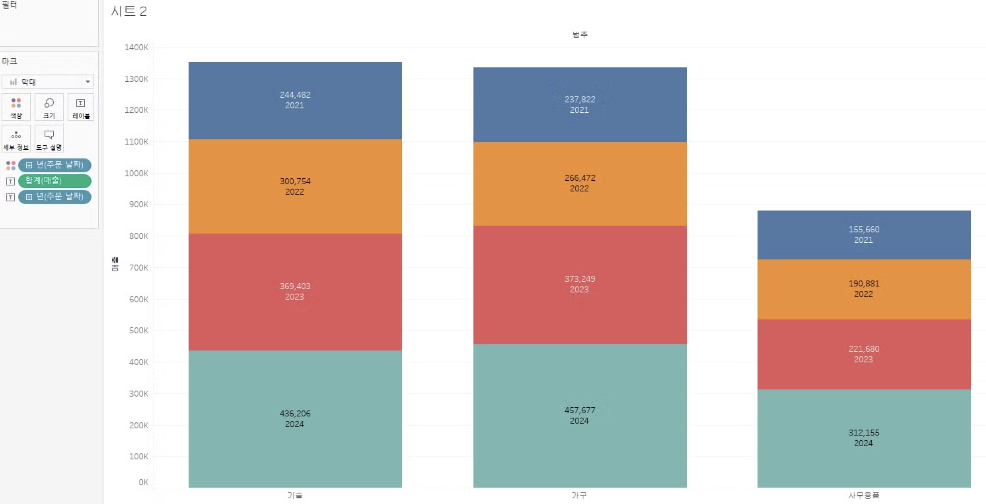 필터
시트 2
마크
막대
색상
크기
레이블
세부 정보
도구 설명
년(주문 날짜)
합계(매출)
년(주문 날짜)
범주
매출
1400K
1300K
1200K
1100K
1000K
900K
800K
700K
600K
500K
400K
300K
200K
100K
0K
244,482
2021
300,754
2022
369,403
2023
436,206
2024
237,822
2021
266,472
2022
373,249
2023
457,677
2024
155,660
2021
190,881
2022
221,680
2023
312,155
2024
기술
가구
사무용품